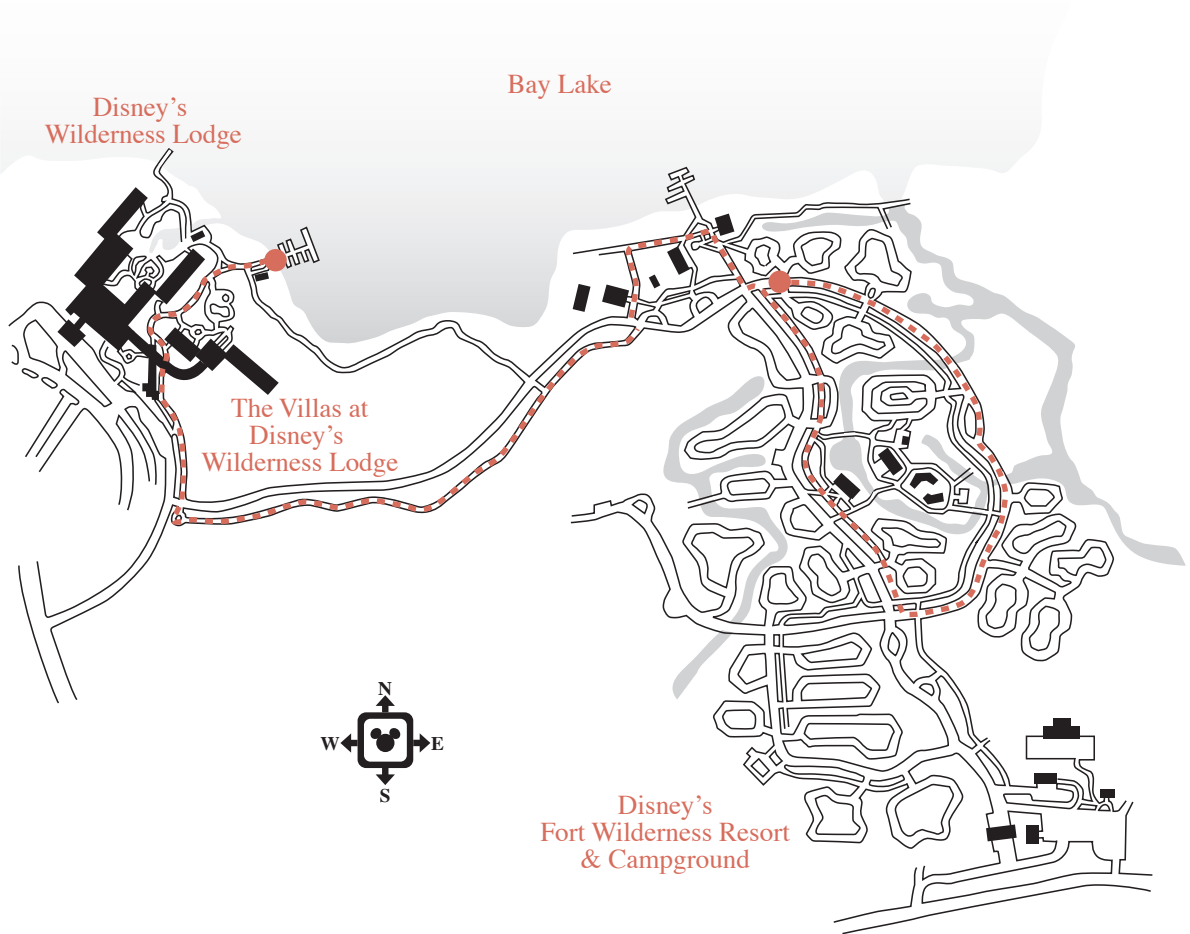 Bay Lake
Disney’s
Wilderness Lodge
The Villas at
Disney’s
Wilderness Lodge
N
W E
S
Disney’s
Fort Wilderness Resort
& Campground